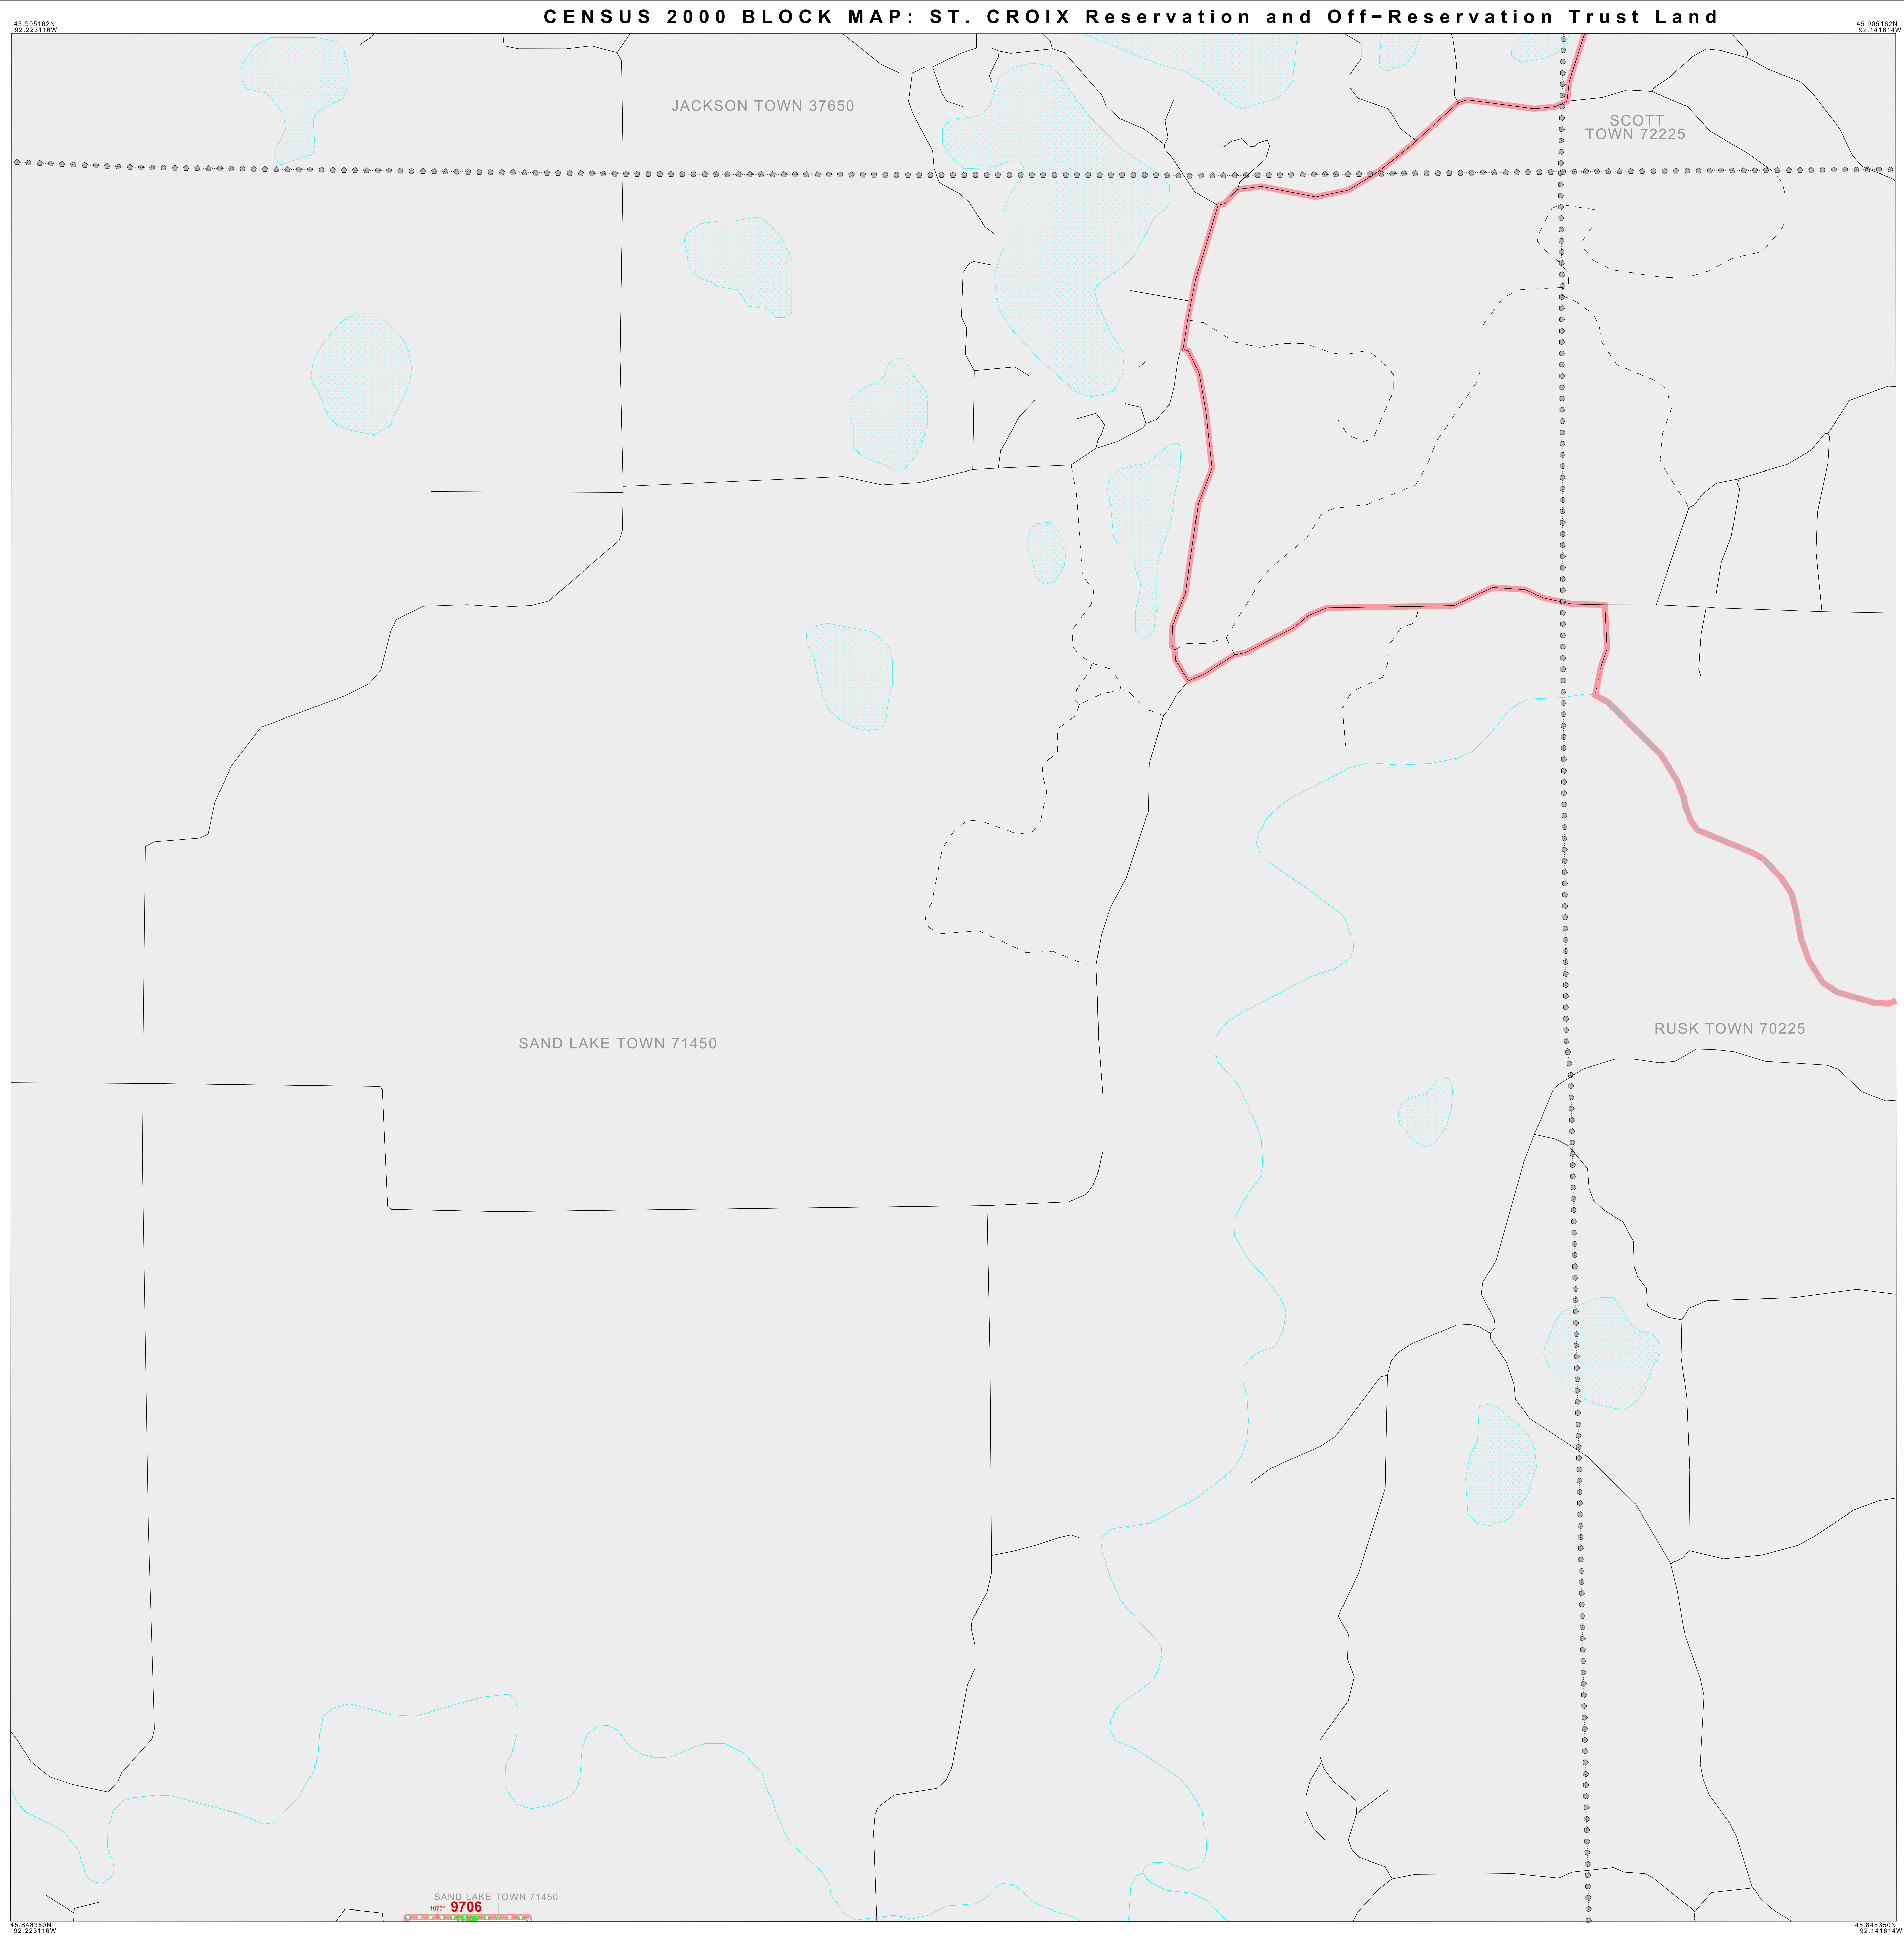 CENSUS 2000 BLOCK MAP: ST. CROIX Reservation and Off−Reservation Trust Land
45.905162N
92.223116W
45.905162N
92.141614W
JACKSON TOWN 37650
SCOTT
TOWN 72225
RUSK TOWN 70225
SAND LAKE TOWN 71450
SAND LAKE TOWN 71450
1073*
9706
45.848350N
92.223116W
45.848350N
92.141614W